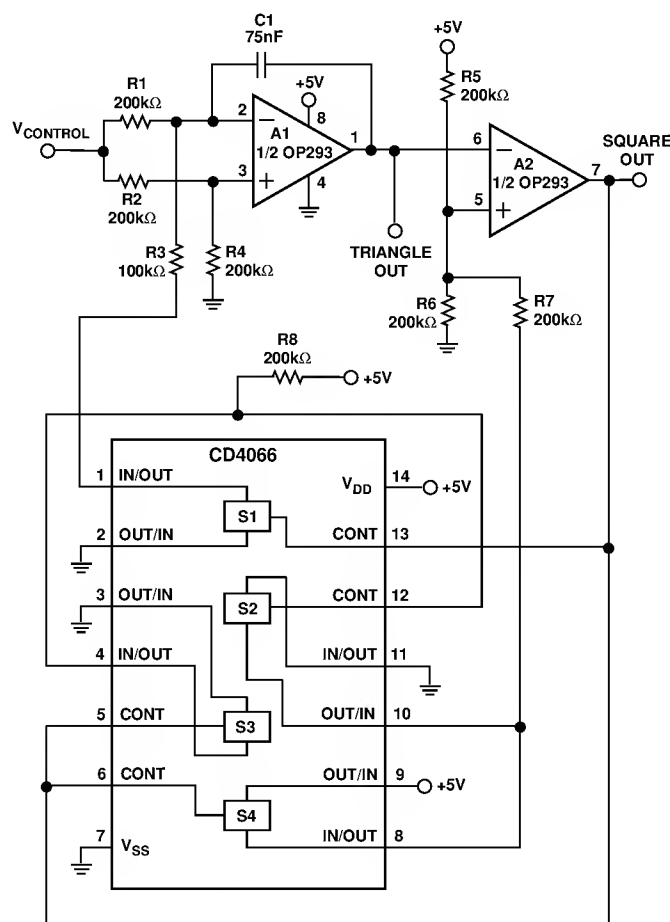 C1
75nF
+5V
+5V
R1
200kΩ
R5
200kΩ
VCONTROL
2
8
A1
1/2 OP293
1
3
4
6
A2
1/2 OP293
7
SQUARE
OUT
5
R2
200kΩ
R3
100kΩ
R4
200kΩ
TRIANGLE
OUT
R6
200kΩ
R7
200kΩ
R8
200kΩ
+5V
CD4066
1
IN/OUT
VDD
14
+5V
S1
2
OUT/IN
CONT
13
3
OUT/IN
S2
CONT
12
4
IN/OUT
IN/OUT
11
5
CONT
S3
OUT/IN
10
6
CONT
OUT/IN
9
+5V
S4
7
VSS
IN/OUT
8